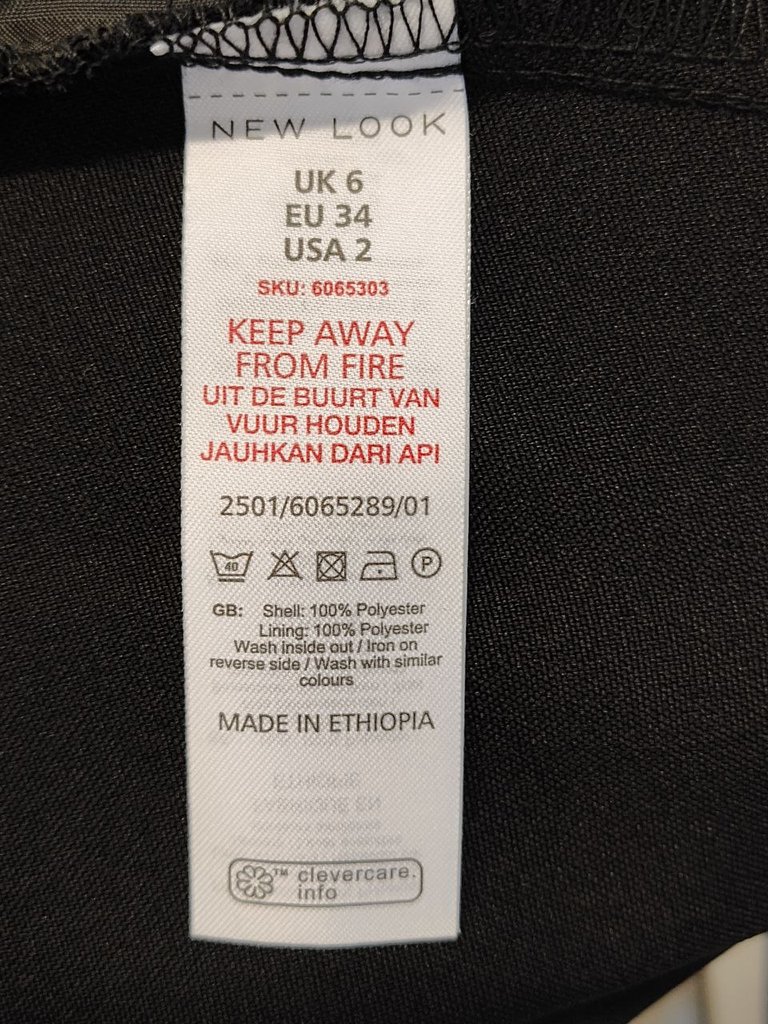 NEW LOOK
UK 6
EU 34
USA 2
SKU: 6065303
KEEP AWAY
FROM FIRE
UIT DE BUURT VAN
VUUR HOUDEN
JAUHKAN DARI API
2501/6065289/01
40 P
GB: Shell: 100% Polyester
Lining: 100% Polyester
Wash inside out / Iron on
reverse side / Wash with similar
colours
MADE IN ETHIOPIA
™ clevercare.
info